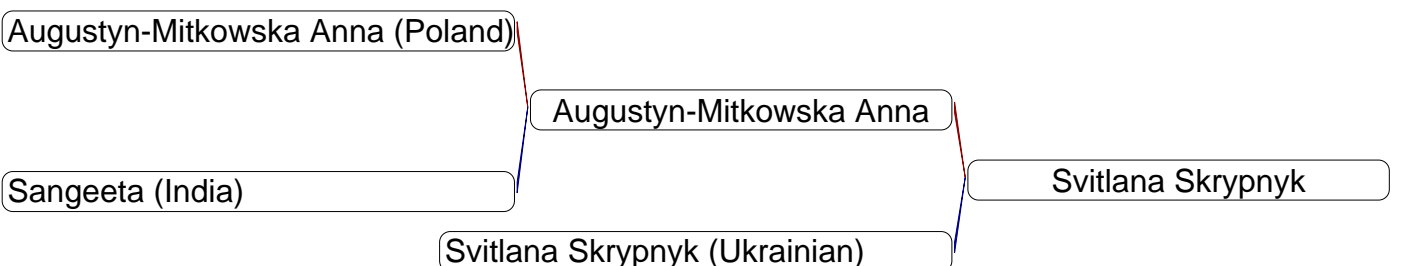 Augustyn-Mitkowska Anna (Poland)
Augustyn-Mitkowska Anna
Svitlana Skrypnyk
Sangeeta (India)
Svitlana Skrypnyk (Ukrainian)